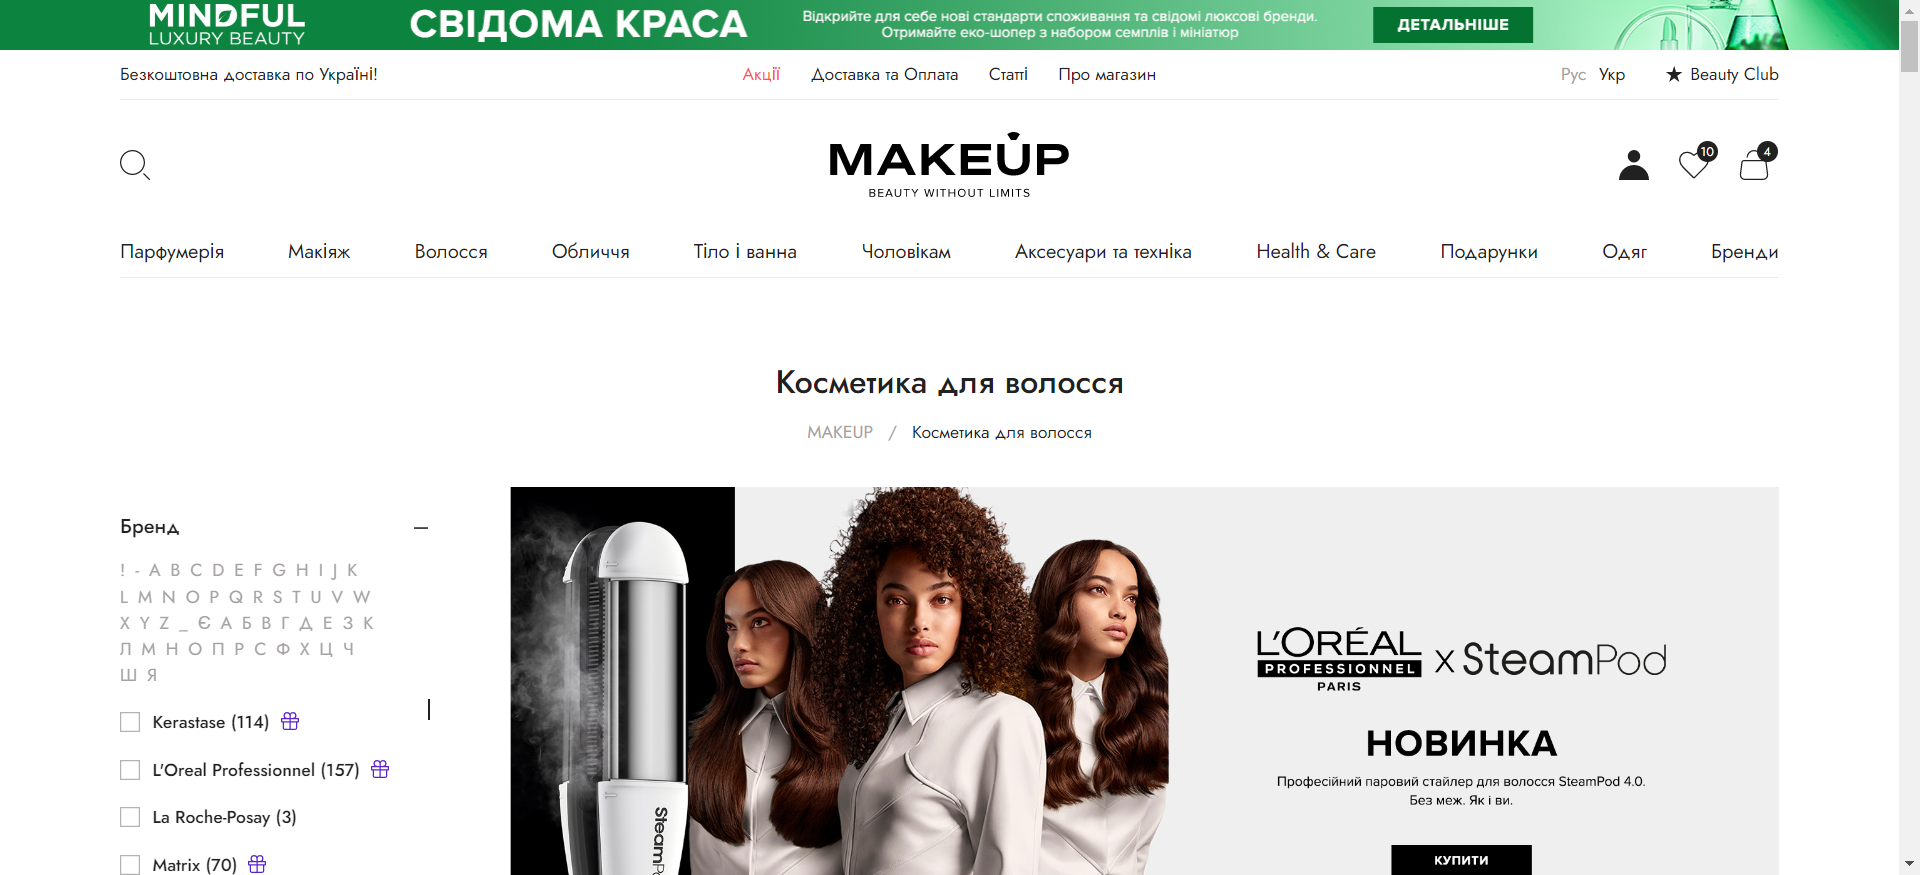 MINDFUL
LUXURY BEAUTY
СВІДОМА КРАСА
Відкрийте для себе нові стандарти споживання та свідомі люксові бренди.
Отримайте еко-шопер з набором семплів і мініатюр
ДЕТАЛЬНІШЕ
Безкоштовна доставка по Україні!
Акції Доставка та Оплата Статті Про магазин
Рус Укр ★ Beauty Club
MAKEUP
BEAUTY WITHOUT LIMITS
10
4
Парфумерія Макіяж Волосся Обличчя Тіло і ванна Чоловікам Аксесуари та техніка Health & Care Подарунки Одяг Бренди
Косметика для волосся
MAKEUP / Косметика для волосся
Бренд
! - A B C D E F G H I J K
L M N O P Q R S T U V W
X Y Z _ Є А Б В Г Д Е З К
Л М Н О П Р С Ф Х Ц Ч
Ш Я
Kerastase (114)
L'Oreal Professionnel (157)
La Roche-Posay (3)
Matrix (70)
SteamPo
L'ORÉAL
PROFESSIONNEL
PARIS
x SteamPod
НОВИНКА
Професійний паровий стайлер для волосся SteamPod 4.0.
Без меж. Як і ви.
КУПИТИ